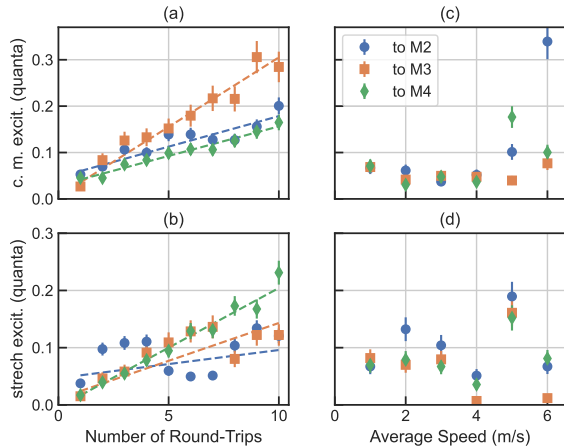 (a)
(c)
c. m. excit. (quanta)
0.3
0.2
0.1
0.0
to M2
to M3
to M4
(b)
(d)
strech excit. (quanta)
0.3
0.2
0.1
0.0
0
5
10
0
2
4
6
Number of Round-Trips
Average Speed (m/s)